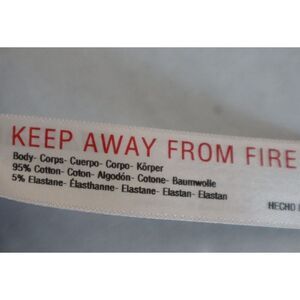 KEEP AWAY FROM FIRE
Body- Corps- Cuerpo- Corpo- Körper
95% Cotton- Coton- Algodón- Cotone- Baumwolle
5% Elastane- Élasthanne- Elastane- Elastan- Elastan
HECHO